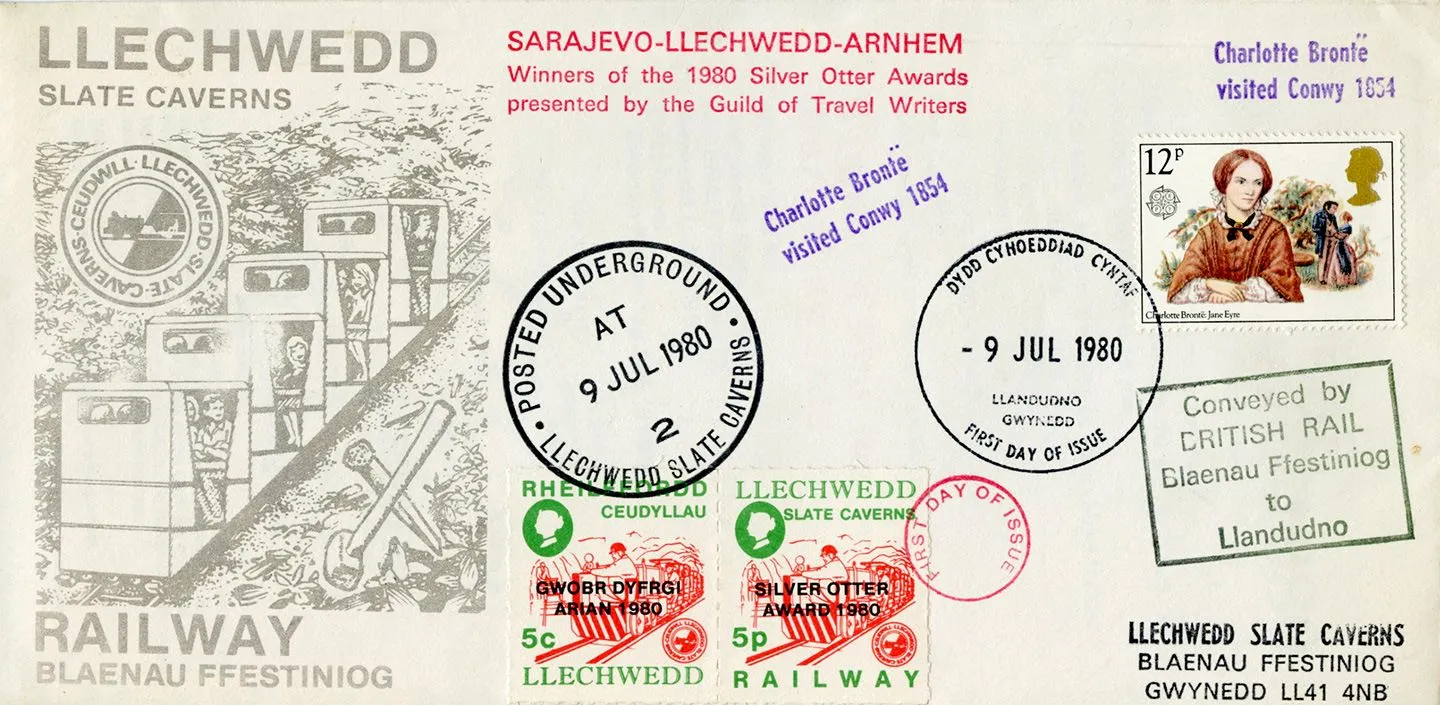 LLECHWEDD
SLATE CAVERNS
CEUDWLL·LLECHWEDD·SLATE·CAVERNS·
RAILWAY
BLAENAU FFESTINIOG
SARAJEVO-LLECHWEDD-ARNHEM
Winners of the 1980 Silver Otter Awards
presented by the Guild of Travel Writers
Charlotte Brontë
visited Conwy 1854
Charlotte Brontë
visited Conwy 1854
12P
Charlotte Brontë: Jane Eyre
POSTED UNDERGROUND
AT
9 JUL 1980
2
LLECHWEDD SLATE CAVERNS
DYDD CYHOEDDIAD CYNTAF
- 9 JUL 1980
LLANDUDNO
GWYNEDD
FIRST DAY OF ISSUE
Conveyed by
BRITISH RAIL
Blaenau Ffestiniog
to
Llandudno
RHEILFFORDD
CEUDYLLAU
GWOBR DYFRGI
ARIAN 1980
5c
LLECHWEDD
LLECHWEDD
SLATE CAVERNS
SILVER OTTER
AWARD 1980
5p
RAILWAY
FIRST DAY OF ISSUE
LLECHWEDD SLATE CAVERNS
BLAENAU FFESTINIOG
GWYNEDD LL41 4NB